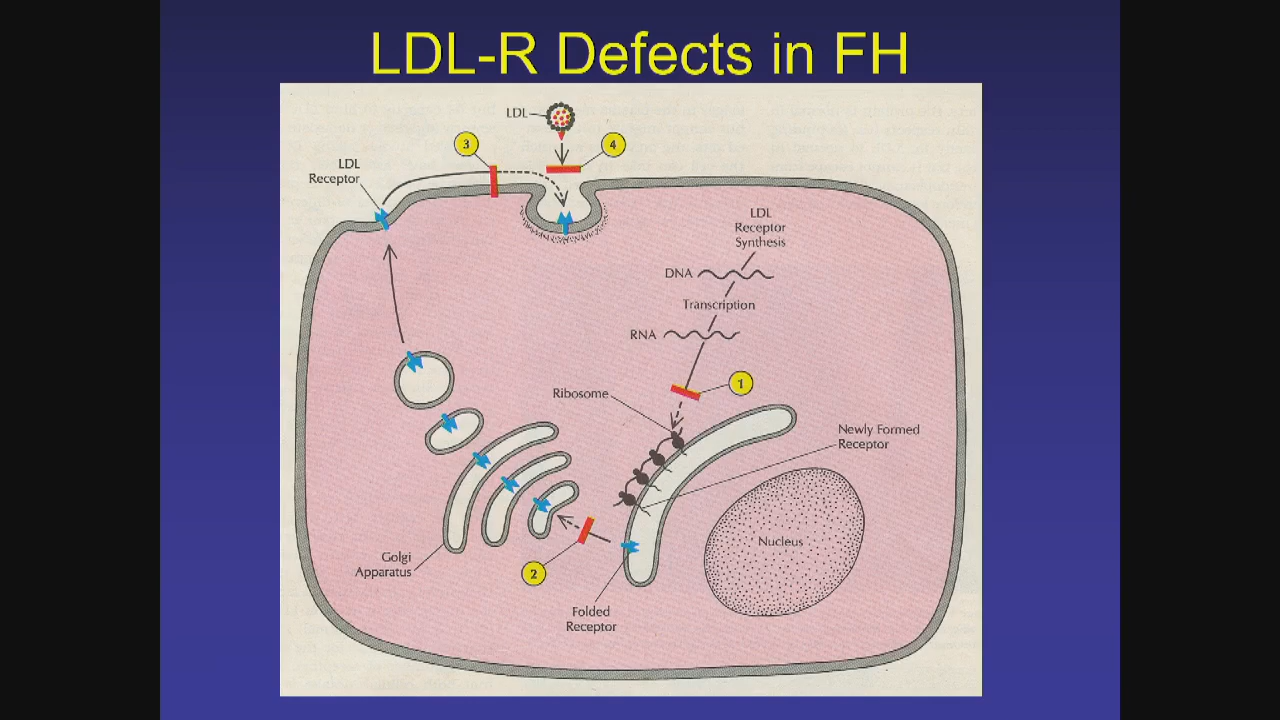 LDL-R Defects in FH
LDL
3
4
LDL
Receptor
LDL
Receptor
Synthesis
DNA
Transcription
RNA
1
Ribosome
Newly Formed
Receptor
Nucleus
Golgi
Apparatus
2
Folded
Receptor